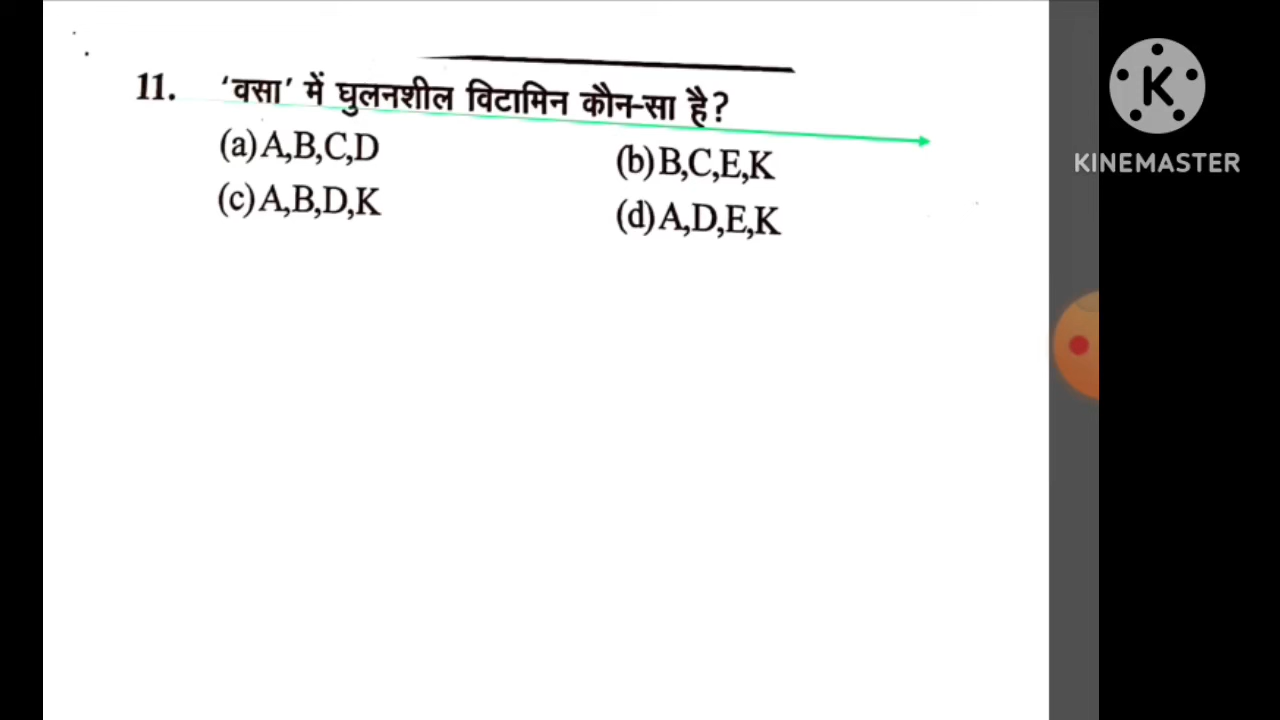 11. 'वसा' में घुलनशील विटामिन कौन-सा है?
(a) A,B,C,D (b) B,C,E,K
(c) A,B,D,K (d) A,D,E,K
K
KINEMASTER